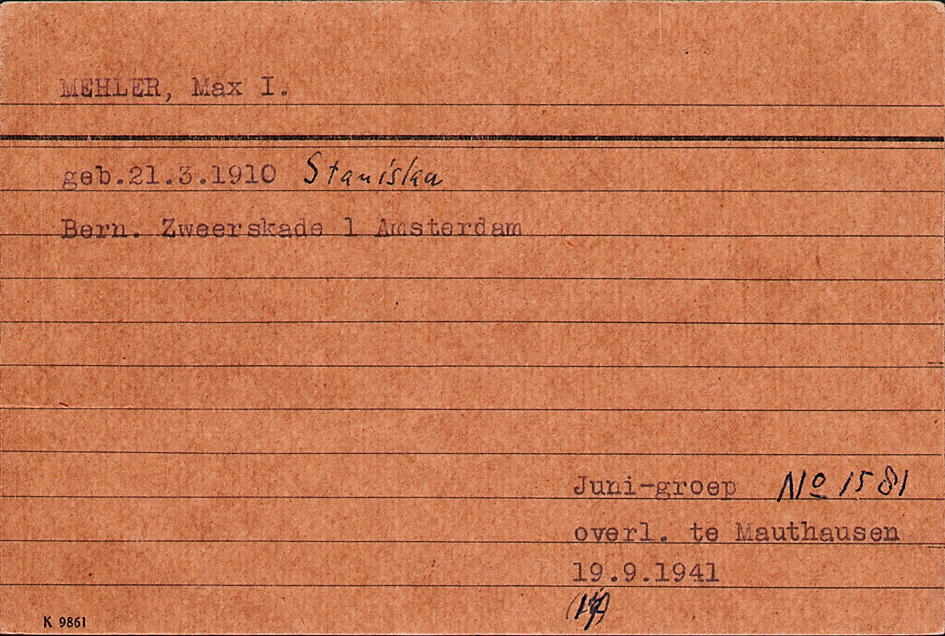 MEHLER, Max I.
geb.21.3.1910 Stanislau
Bern. Zweerskade 1 Amsterdam
Juni-groep No 1581
overl. te Mauthausen
19.9.1941
K 9861